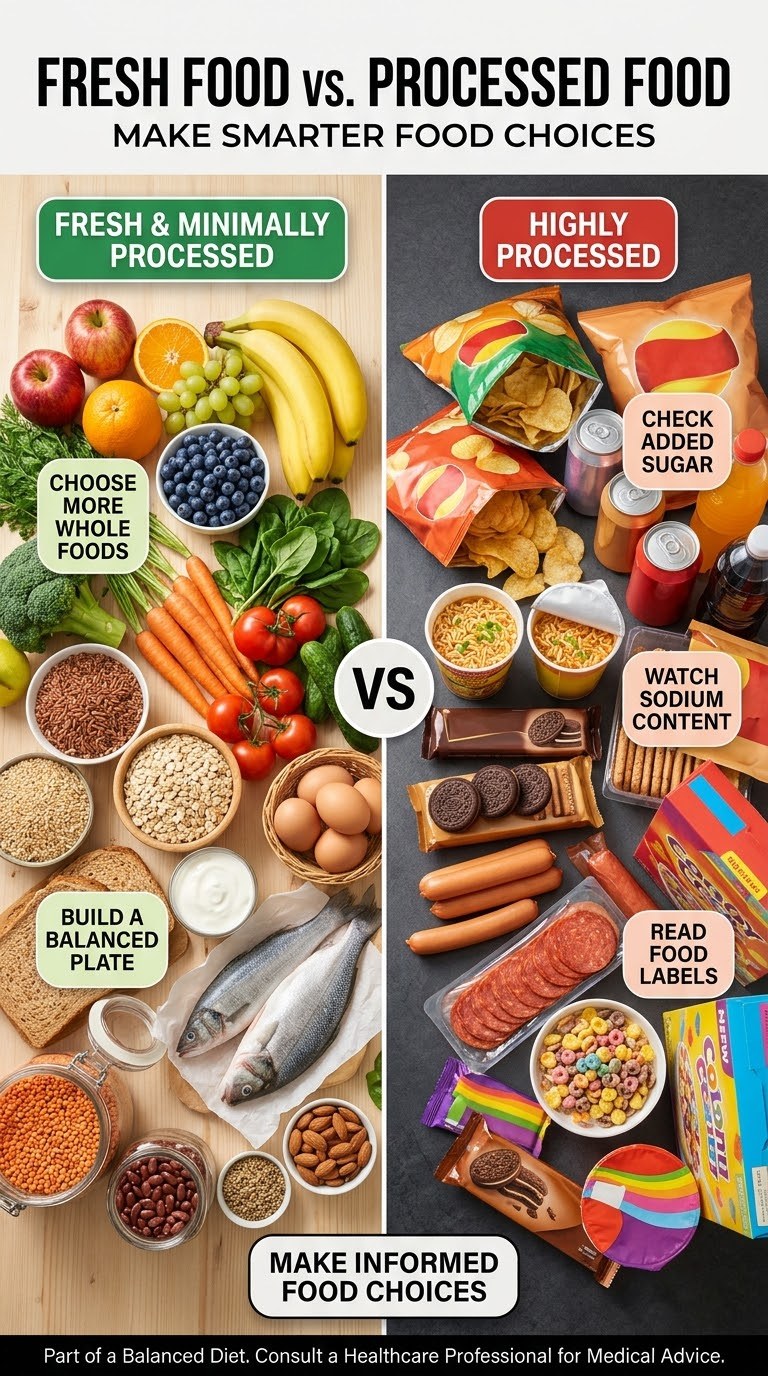 FRESH FOOD vs. PROCESSED FOOD
MAKE SMARTER FOOD CHOICES
FRESH & MINIMALLY
PROCESSED
HIGHLY
PROCESSED
CHOOSE
MORE
WHOLE
FOODS
CHECK
ADDED
SUGAR
VS
WATCH
SODIUM
CONTENT
BUILD A
BALANCED
PLATE
READ
FOOD
LABELS
NEW
MAKE INFORMED
FOOD CHOICES
Part of a Balanced Diet. Consult a Healthcare Professional for Medical Advice.